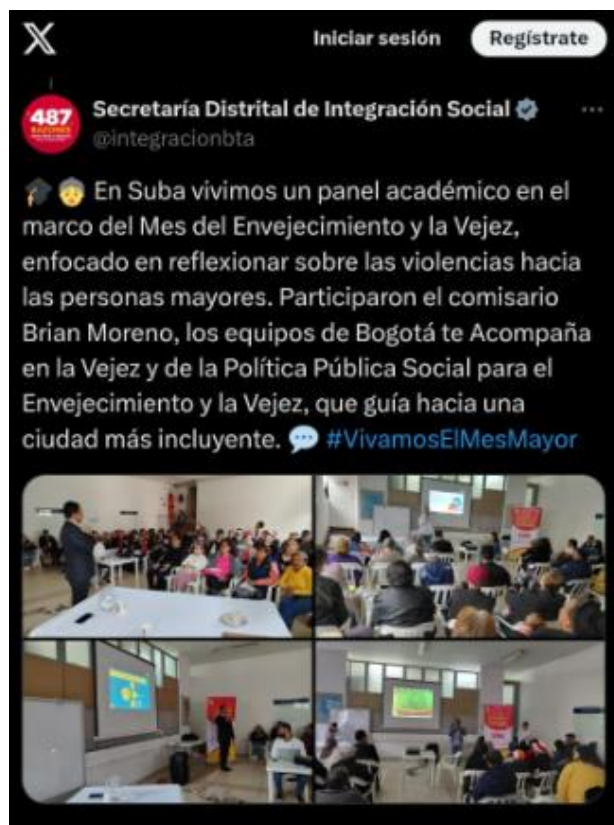 X
Iniciar sesión
Regístrate
487
RAZONES
Secretaría Distrital de Integración Social
@integracionbta
🎓👵 En Suba vivimos un panel académico en el
marco del Mes del Envejecimiento y la Vejez,
enfocado en reflexionar sobre las violencias hacia
las personas mayores. Participaron el comisario
Brian Moreno, los equipos de Bogotá te Acompaña
en la Vejez y de la Política Pública Social para el
Envejecimiento y la Vejez, que guía hacia una
ciudad más incluyente. 💬 #VivamosElMesMayor